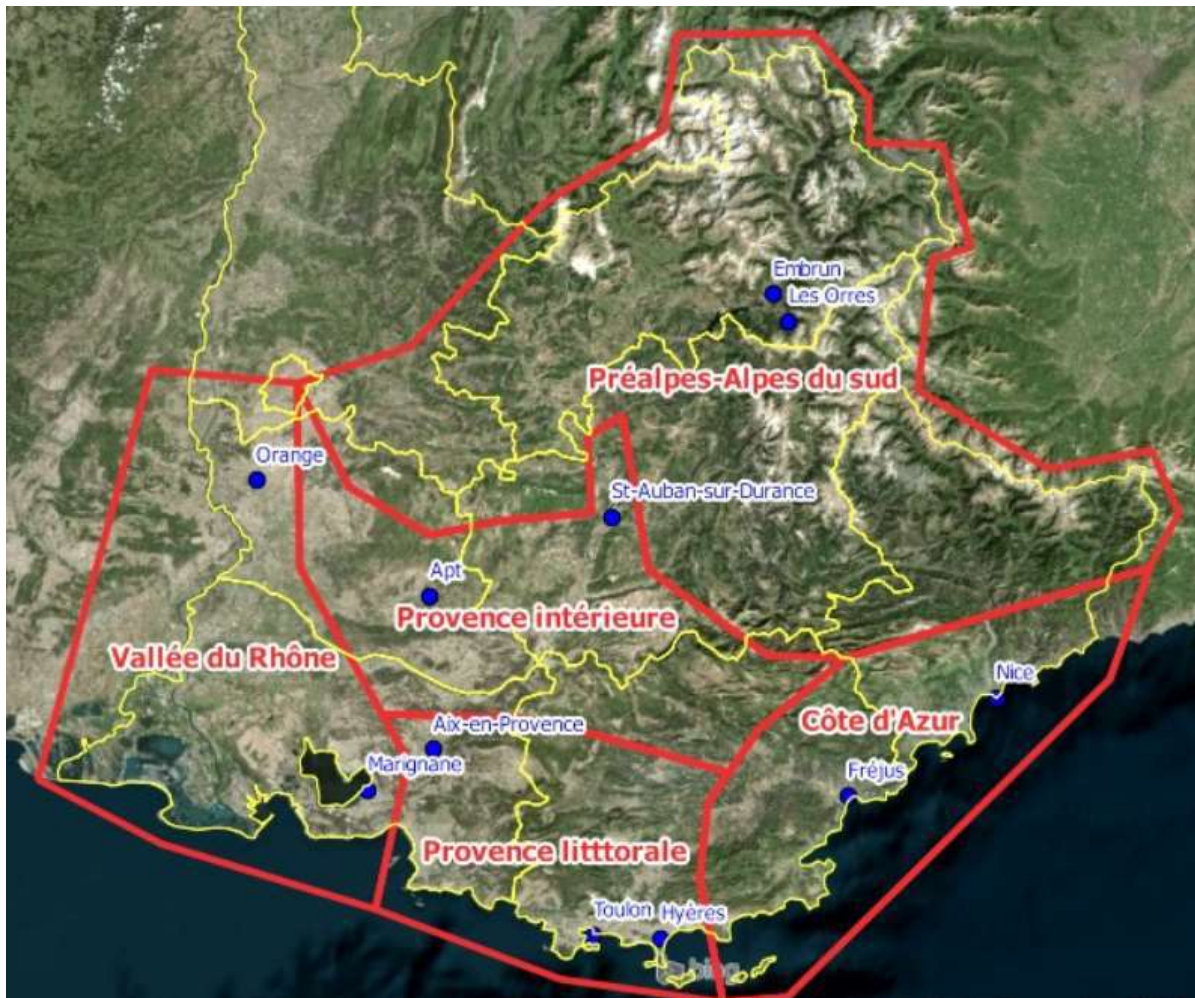 Embrun
Les Orres
Préalpes-Alpes du sud
Orange
St-Auban-sur-Durance
Apt
Provence intérieure
Vallée du Rhône
Nice
Côte d'Azur
Aix-en-Provence
Marignane
Fréjus
Provence litttorale
Toulon
Hyères
bing